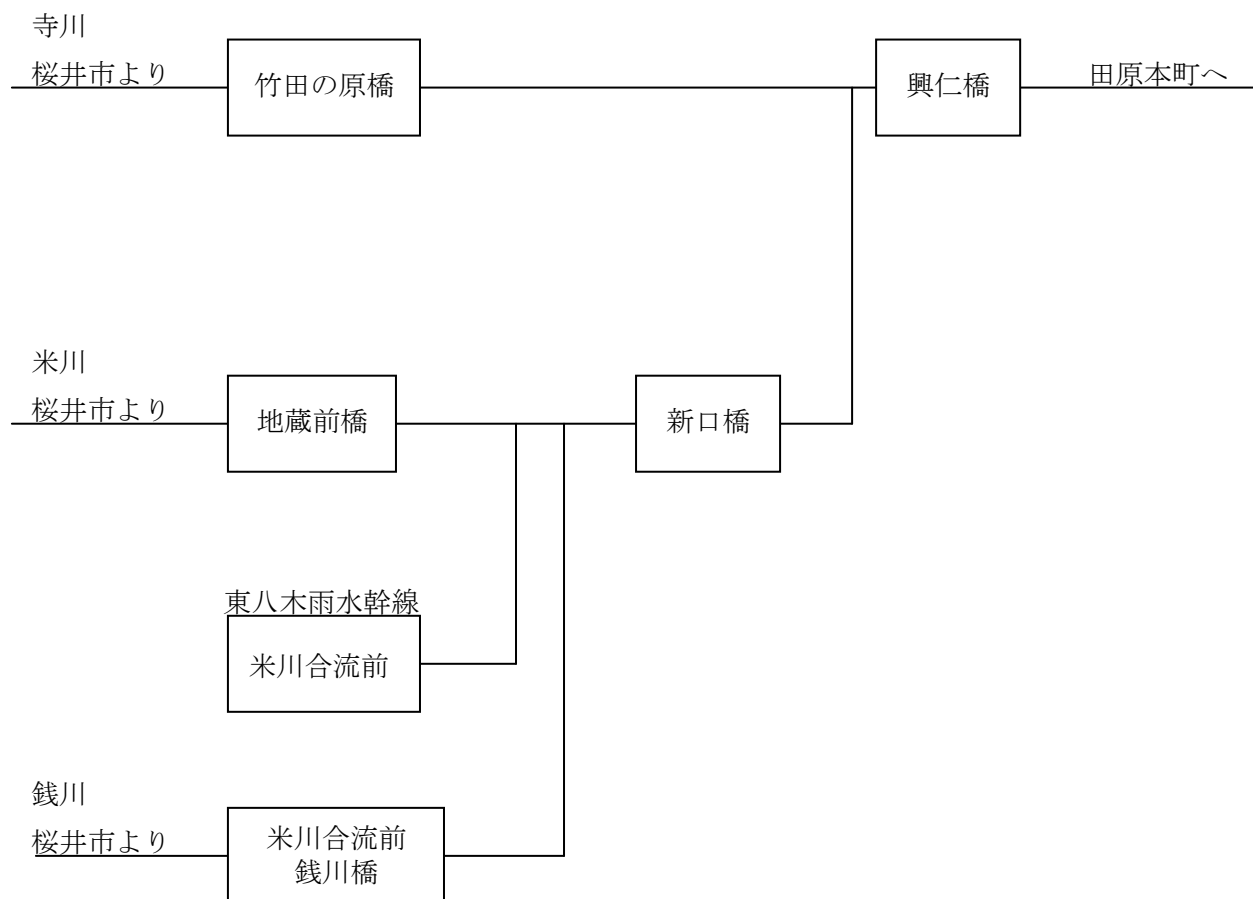 寺川
桜井市より
竹田の原橋
興仁橋
田原本町へ
米川
桜井市より
地蔵前橋
新口橋
東八木雨水幹線
米川合流前
銭川
桜井市より
米川合流前
銭川橋